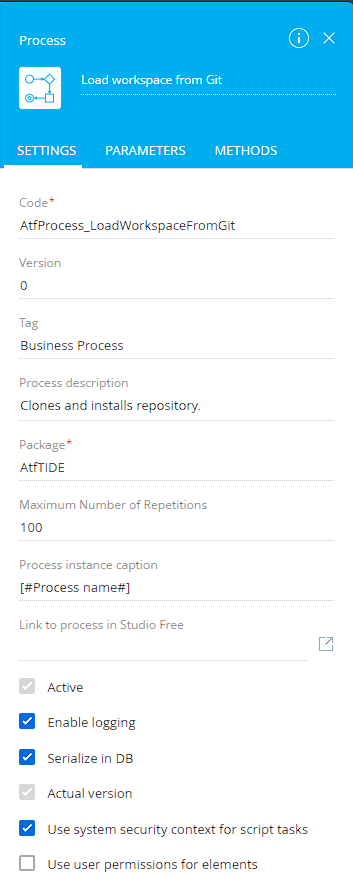 Process
Load workspace from Git
SETTINGS PARAMETERS METHODS
Code*
AtfProcess_LoadWorkspaceFromGit
Version
0
Tag
Business Process
Process description
Clones and installs repository.
Package*
AtfTIDE
Maximum Number of Repetitions
100
Process instance caption
[#Process name#]
Link to process in Studio Free
Active
Enable logging
Serialize in DB
Actual version
Use system security context for script tasks
Use user permissions for elements